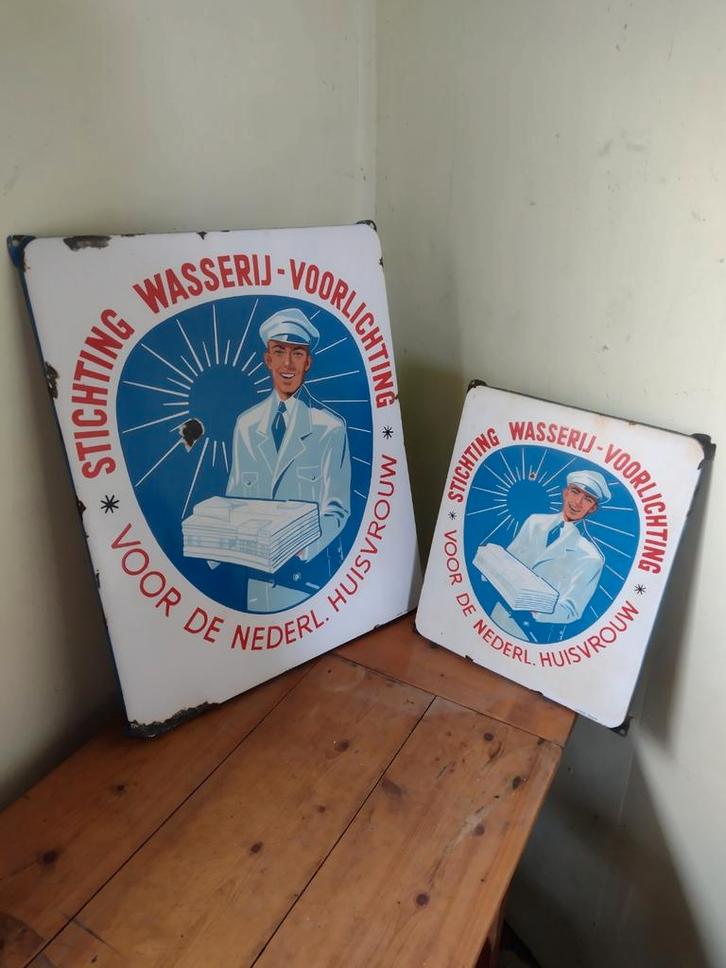 STICHTING WASSERIJ-VOORLICHTING
* VOOR DE NEDERL. HUISVROUW *
STICHTING WASSERIJ-VOORLICHTING
* VOOR DE NEDERL. HUISVROUW *